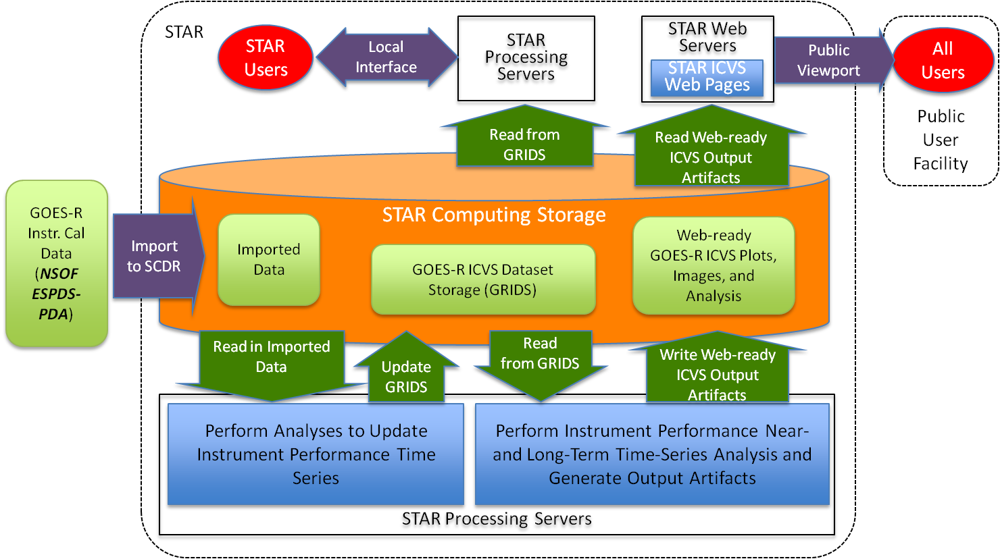 STAR
STAR
Users
Local
Interface
STAR
Processing
Servers
STAR Web
Servers
STAR ICVS
Web Pages
Public
Viewport
All
Users
Public
User
Facility
Read from
GRIDS
Read Web-ready
ICVS Output
Artifacts
STAR Computing Storage
GOES-R
Instr. Cal
Data
(NSOF
ESPDS-
PDA)
Import
to SCDR
Imported
Data
GOES-R ICVS Dataset
Storage (GRIDS)
Web-ready
GOES-R ICVS Plots,
Images, and
Analysis
Read in Imported
Data
Update
GRIDS
Read
from GRIDS
Write Web-ready
ICVS Output
Artifacts
Perform Analyses to Update
Instrument Performance Time
Series
Perform Instrument Performance Near-
and Long-Term Time-Series Analysis and
Generate Output Artifacts
STAR Processing Servers